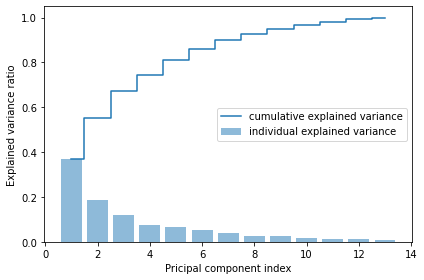 1.0
0.8
0.6
0.4
0.2
0.0
Explained variance ratio
cumulative explained variance
individual explained variance
0 2 4 6 8 10 12 14
Pricipal component index